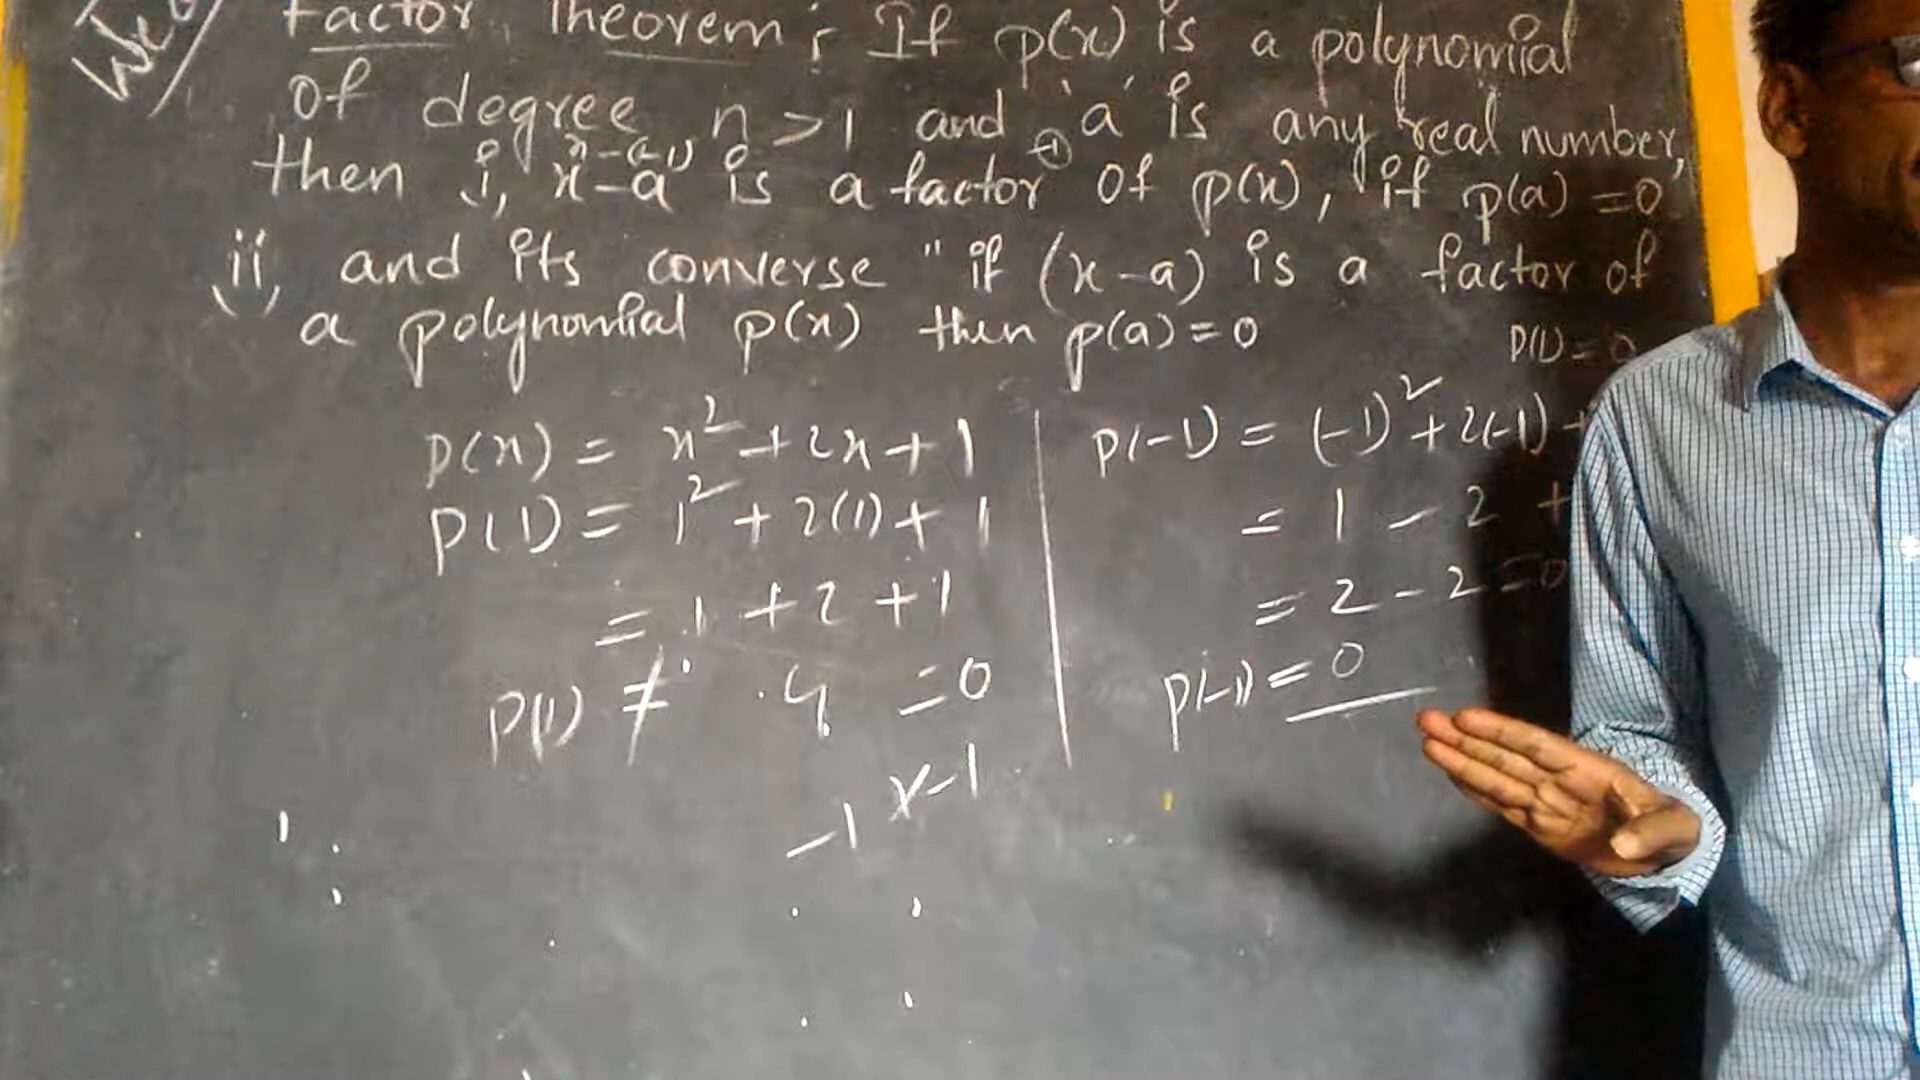 Factor Theorem : If p(x) is a polynomial
of degree n > 1 and 'a' is any real number,
x-(-1)
-1
then i, x-a is a factor of p(x), if p(a) = 0
ii, and its converse " if (x-a) is a factor of
a polynomial p(x) then p(a) = 0
P(1) = 0
p(x) = x² + 2x + 1
P(1) = 1² + 2(1) + 1
= 1 + 2 + 1
P(1) ≠ 4 = 0
x-1
-1
p(-1) = (-1)² + 2(-1) +
= 1 - 2 +
= 2 - 2 = 0
p(-1) = 0